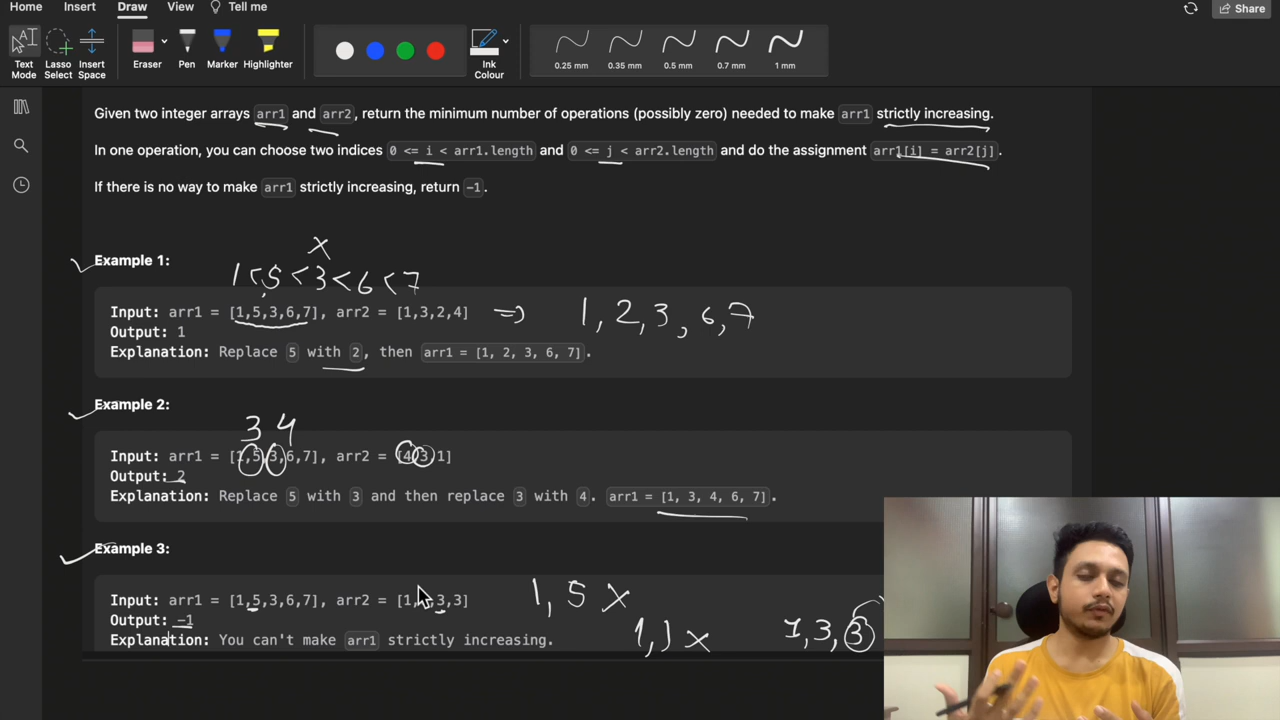 Home Insert Draw View Tell me Share
Text Mode Lasso Select Insert Space Eraser Pen Marker Highlighter Ink Colour 0.25 mm 0.35 mm 0.5 mm 0.7 mm 1 mm
Given two integer arrays arr1 and arr2, return the minimum number of operations (possibly zero) needed to make arr1 strictly increasing.
In one operation, you can choose two indices 0 <= i < arr1.length and 0 <= j < arr2.length and do the assignment arr1[i] = arr2[j].
If there is no way to make arr1 strictly increasing, return -1.
x
Example 1:
1 < 5 < 3 < 6 < 7
Input: arr1 = [1,5,3,6,7], arr2 = [1,3,2,4] => 1, 2, 3, 6, 7
Output: 1
Explanation: Replace 5 with 2, then arr1 = [1, 2, 3, 6, 7].
Example 2:
3 4
Input: arr1 = [1,5,3,6,7], arr2 = [4,3,1]
Output: 2
Explanation: Replace 5 with 3 and then replace 3 with 4. arr1 = [1, 3, 4, 6, 7].
Example 3:
Input: arr1 = [1,5,3,6,7], arr2 = [1, 3,3] 1, 5 x
Output: -1
Explanation: You can't make arr1 strictly increasing. 1, 1 x 1, 3, 3